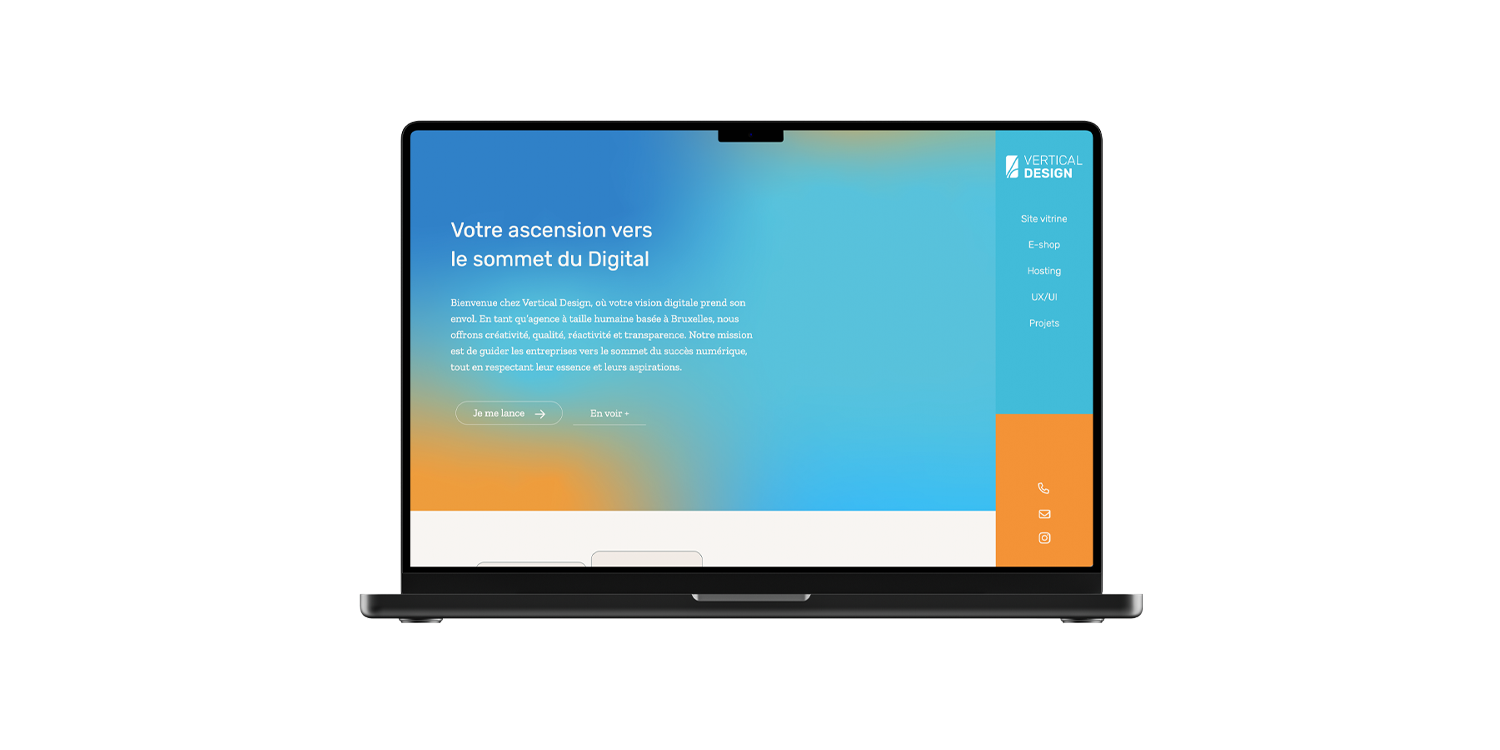 Votre ascension vers
le sommet du Digital
Bienvenue chez Vertical Design, où votre vision digitale prend son
envol. En tant qu'agence à taille humaine basée à Bruxelles, nous
offrons créativité, qualité, réactivité et transparence. Notre mission
est de guider les entreprises vers le sommet du succès numérique,
tout en respectant leur essence et leurs aspirations.
Je me lance
En voir +
VERTICAL
DESIGN
Site vitrine
E-shop
Hosting
UX/UI
Projets